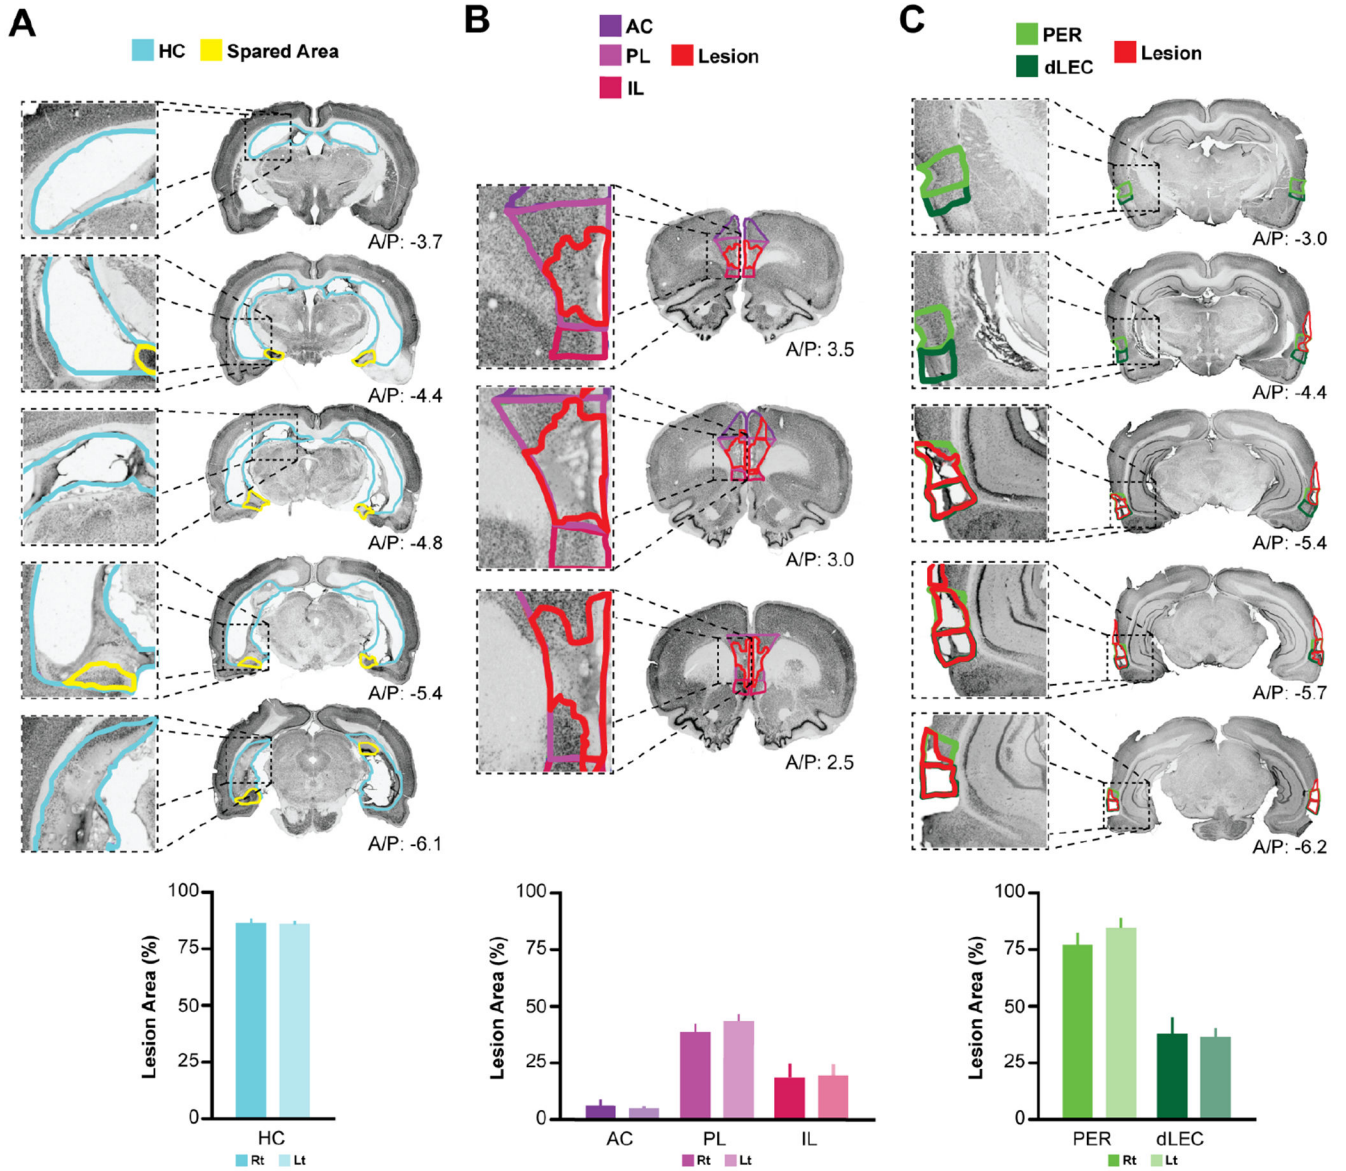 A
HC
Spared Area
A/P: -3.7
A/P: -4.4
A/P: -4.8
A/P: -5.4
A/P: -6.1
100
75
50
25
0
Lesion Area (%)
HC
Rt Lt
B
AC
PL
IL
Lesion
A/P: 3.5
A/P: 3.0
A/P: 2.5
100
75
50
25
0
Lesion Area (%)
AC PL IL
Rt Lt
C
PER
dLEC
Lesion
A/P: -3.0
A/P: -4.4
A/P: -5.4
A/P: -5.7
A/P: -6.2
100
75
50
25
0
Lesion Area (%)
PER dLEC
Rt Lt